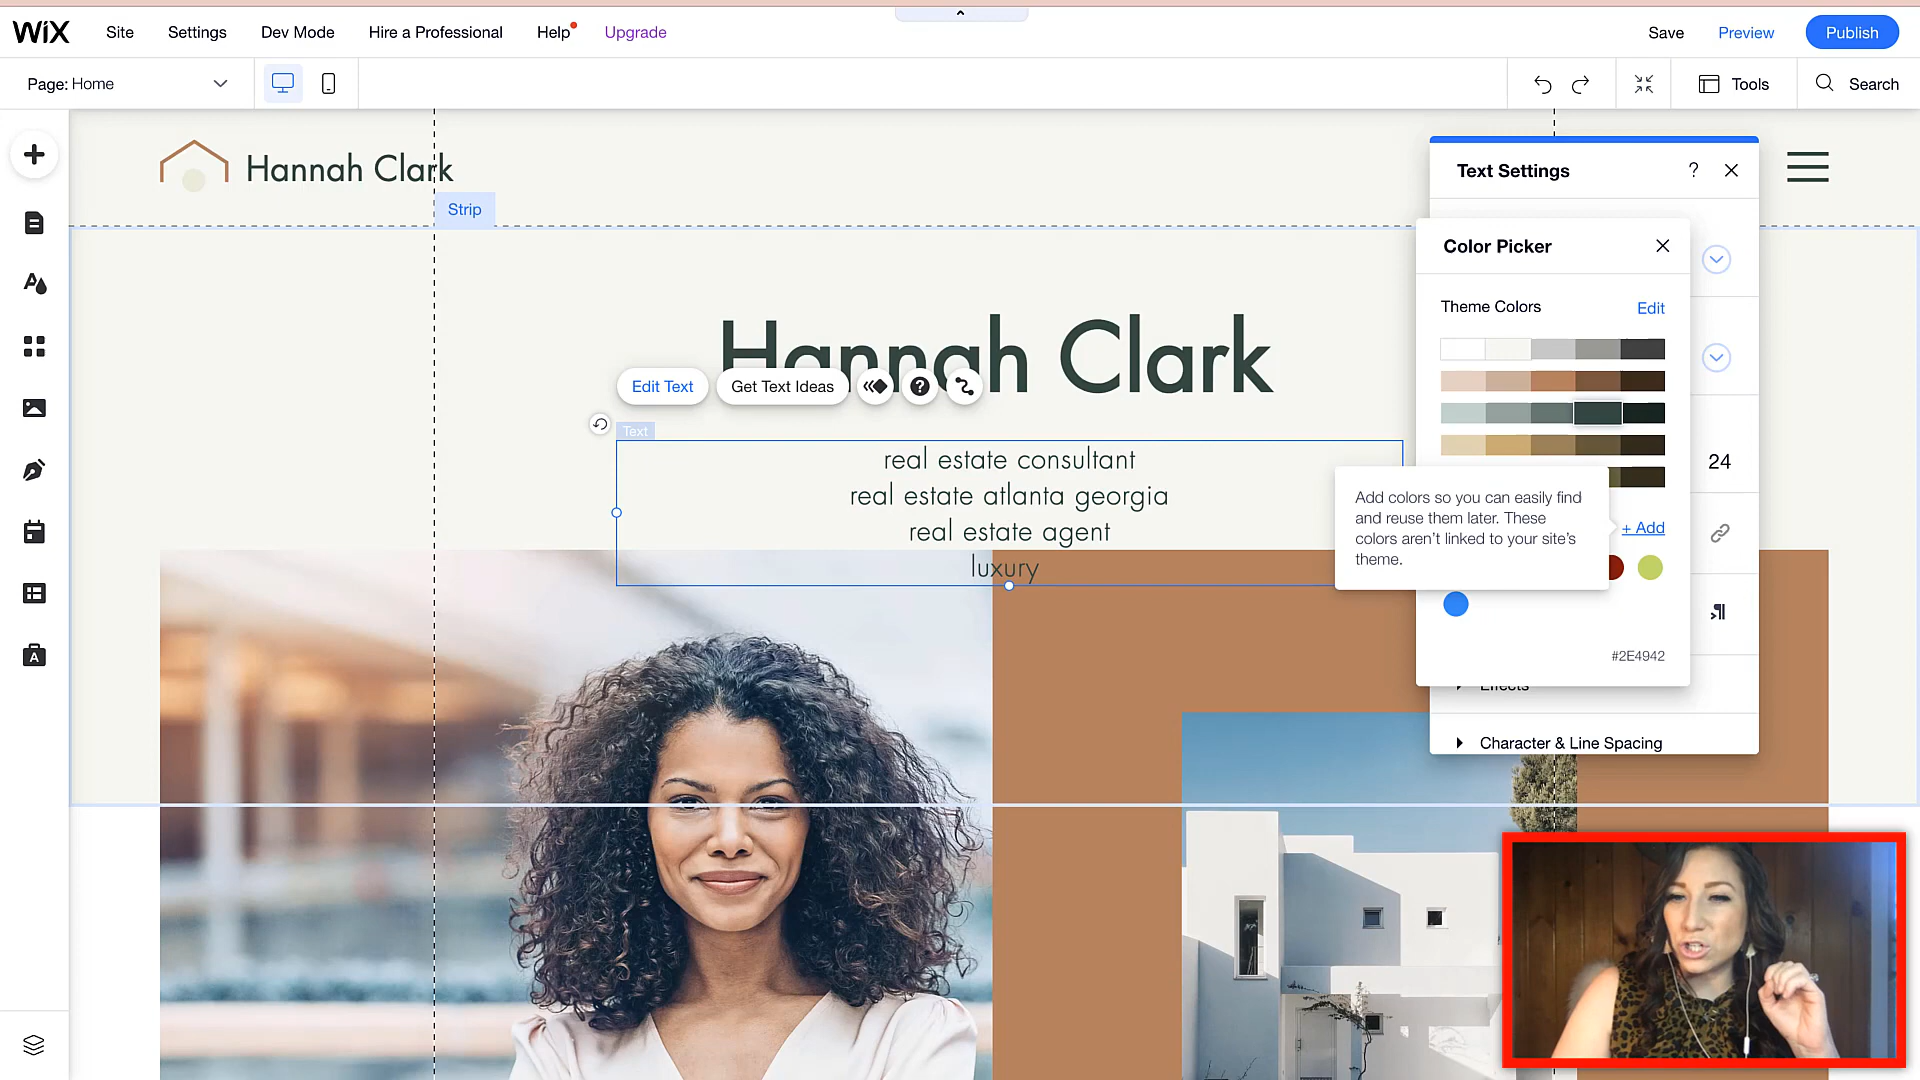 WiX
Site
Settings
Dev Mode
Hire a Professional
Help
Upgrade
Save
Preview
Publish
Page: Home
Tools
Search
Hannah Clark
Strip
Text Settings
?
Color Picker
Theme Colors
Edit
Hannah Clark
Edit Text
Get Text Ideas
Text
real estate consultant
real estate atlanta georgia
real estate agent
luxury
24
Add colors so you can easily find
and reuse them later. These
colors aren't linked to your site's
theme.
+ Add
#2E4942
Effects
Character & Line Spacing